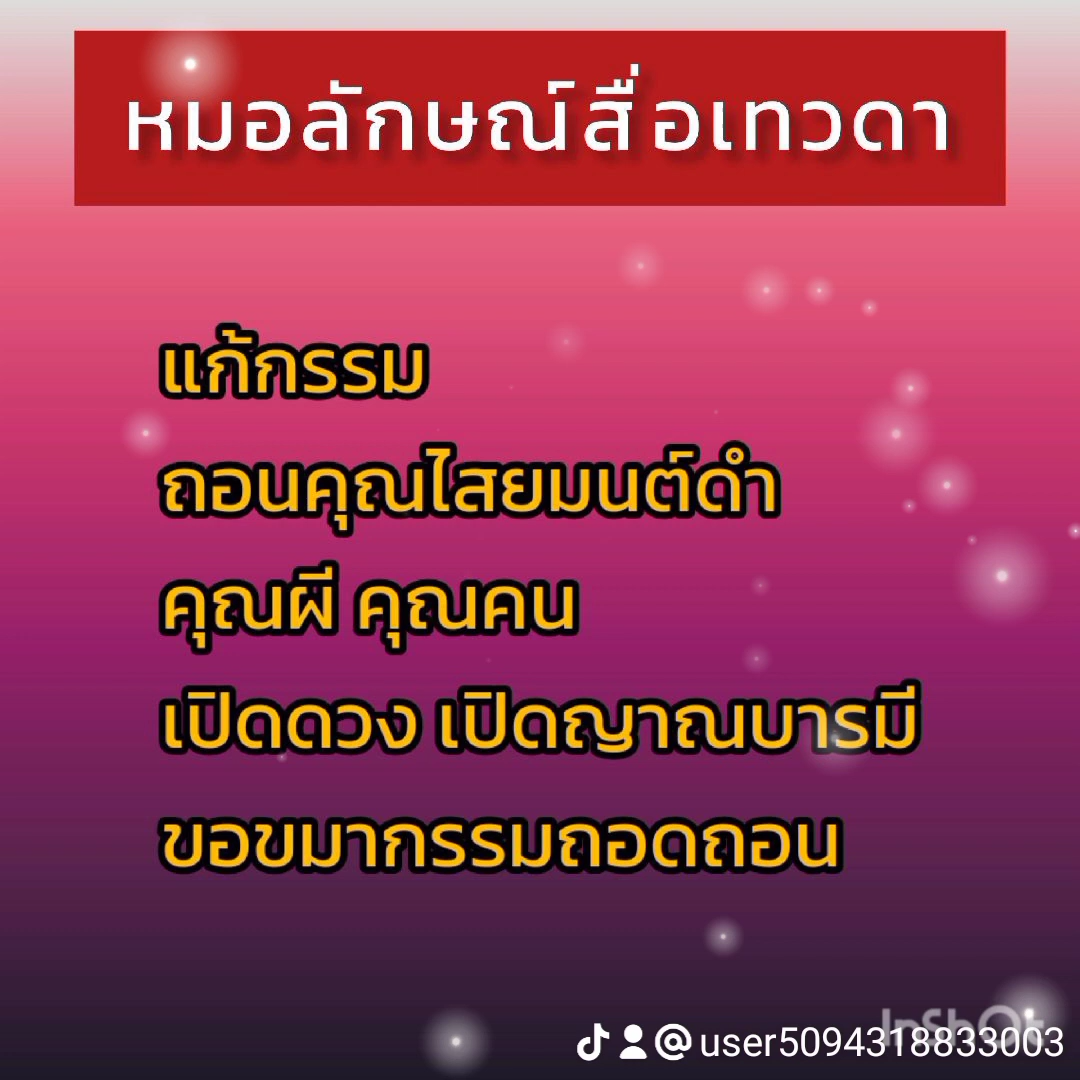 หมอลักษณ์สื่อเทวดา
แก้กรรม
ถอนคุณไสยมนต์ดำ
คุณผี คุณคน
เปิดดวง เปิดญาณบารมี
ขอขมากรรมถอดถอน
InShOt
@user5094318833003